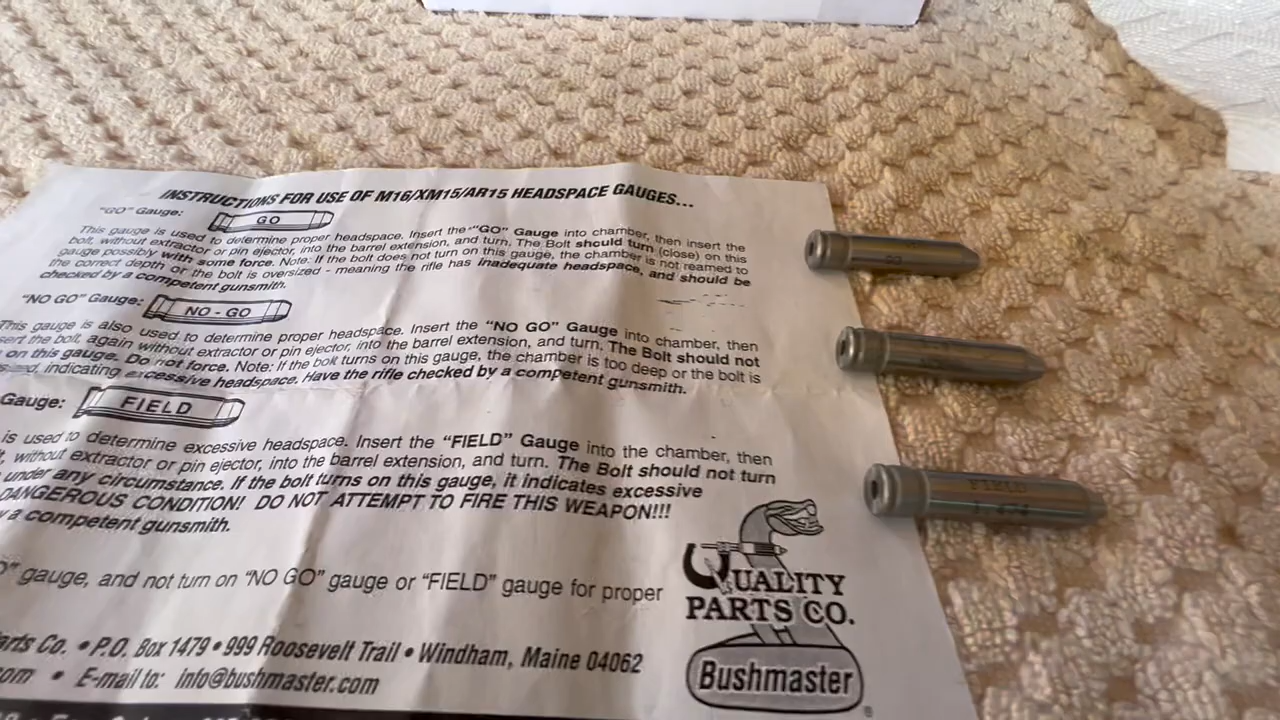 INSTRUCTIONS FOR USE OF M16/XM15/AR15 HEADSPACE GAUGES...
"GO" Gauge: GO
This gauge is used to determine proper headspace. Insert the "GO" Gauge into chamber, then insert the
bolt, without extractor or pin ejector, into the barrel extension, and turn. The Bolt should turn (close) on this
gauge possibly with some force. Note: If the bolt does not turn on this gauge, the chamber is not reamed to
the correct depth or the bolt is oversized - meaning the rifle has inadequate headspace, and should be
checked by a competent gunsmith.
"NO GO" Gauge: NO - GO
This gauge is also used to determine proper headspace. Insert the "NO GO" Gauge into chamber, then
the bolt, again without extractor or pin ejector, into the barrel extension, and turn. The Bolt should not
on this gauge. Do not force. Note: If the bolt turns on this gauge, the chamber is too deep or the bolt is
indicating excessive headspace. Have the rifle checked by a competent gunsmith.
Gauge: FIELD
is used to determine excessive headspace. Insert the "FIELD" Gauge into the chamber, then
without extractor or pin ejector, into the barrel extension, and turn. The Bolt should not turn
under any circumstance. If the bolt turns on this gauge, it indicates excessive
DANGEROUS CONDITION! DO NOT ATTEMPT TO FIRE THIS WEAPON!!!
a competent gunsmith.
gauge, and not turn on "NO GO" gauge or "FIELD" gauge for proper
Co. • P.O. Box 1479 • 999 Roosevelt Trail • Windham, Maine 04062
• E-mail to: info@bushmaster.com
QUALITY
PARTS CO.
Bushmaster
®
GO
FIELD